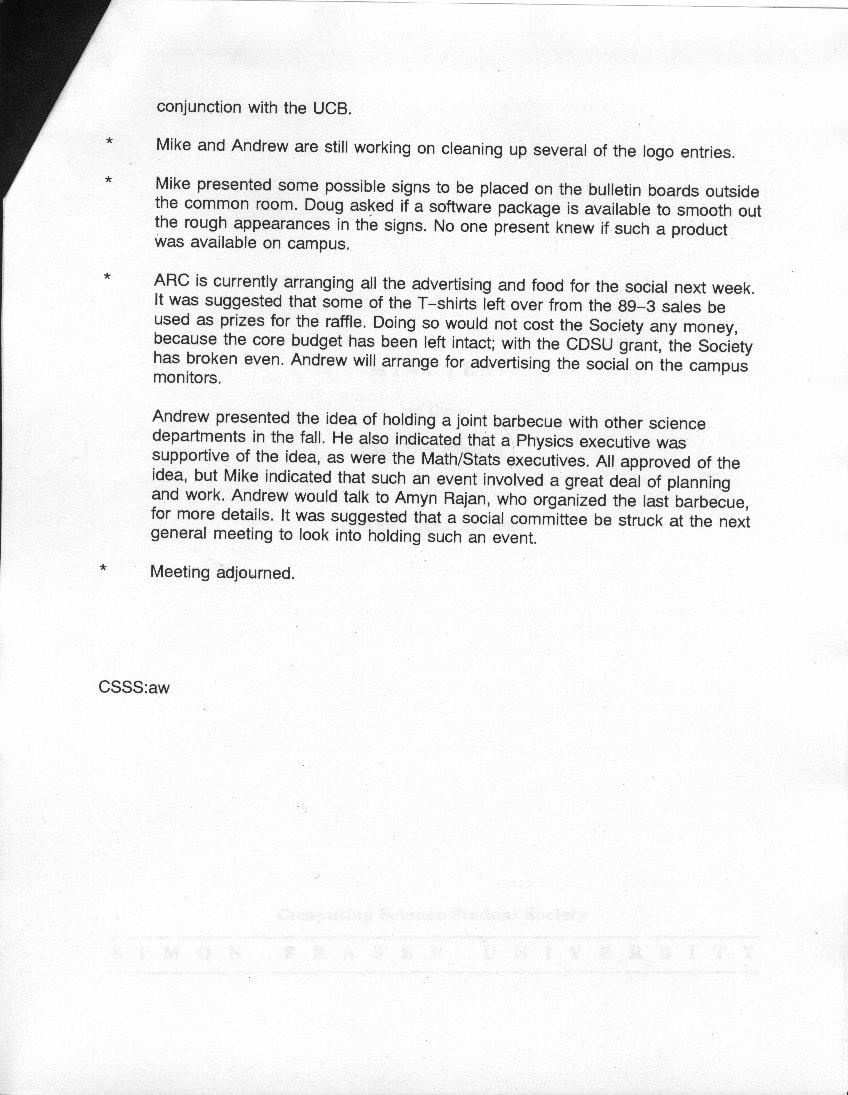 conjunction with the UCB.
* Mike and Andrew are still working on cleaning up several of the logo entries.
* Mike presented some possible signs to be placed on the bulletin boards outside
the common room. Doug asked if a software package is available to smooth out
the rough appearances in the signs. No one present knew if such a product
was available on campus.
* ARC is currently arranging all the advertising and food for the social next week.
It was suggested that some of the T-shirts left over from the 89-3 sales be
used as prizes for the raffle. Doing so would not cost the Society any money,
because the core budget has been left intact; with the CDSU grant, the Society
has broken even. Andrew will arrange for advertising the social on the campus
monitors.
Andrew presented the idea of holding a joint barbecue with other science
departments in the fall. He also indicated that a Physics executive was
supportive of the idea, as were the Math/Stats executives. All approved of the
idea, but Mike indicated that such an event involved a great deal of planning
and work. Andrew would talk to Amyn Rajan, who organized the last barbecue,
for more details. It was suggested that a social committee be struck at the next
general meeting to look into holding such an event.
* Meeting adjourned.
CSSS:aw
Computing Science Student Society
SIMON FRASER UNIVERSITY